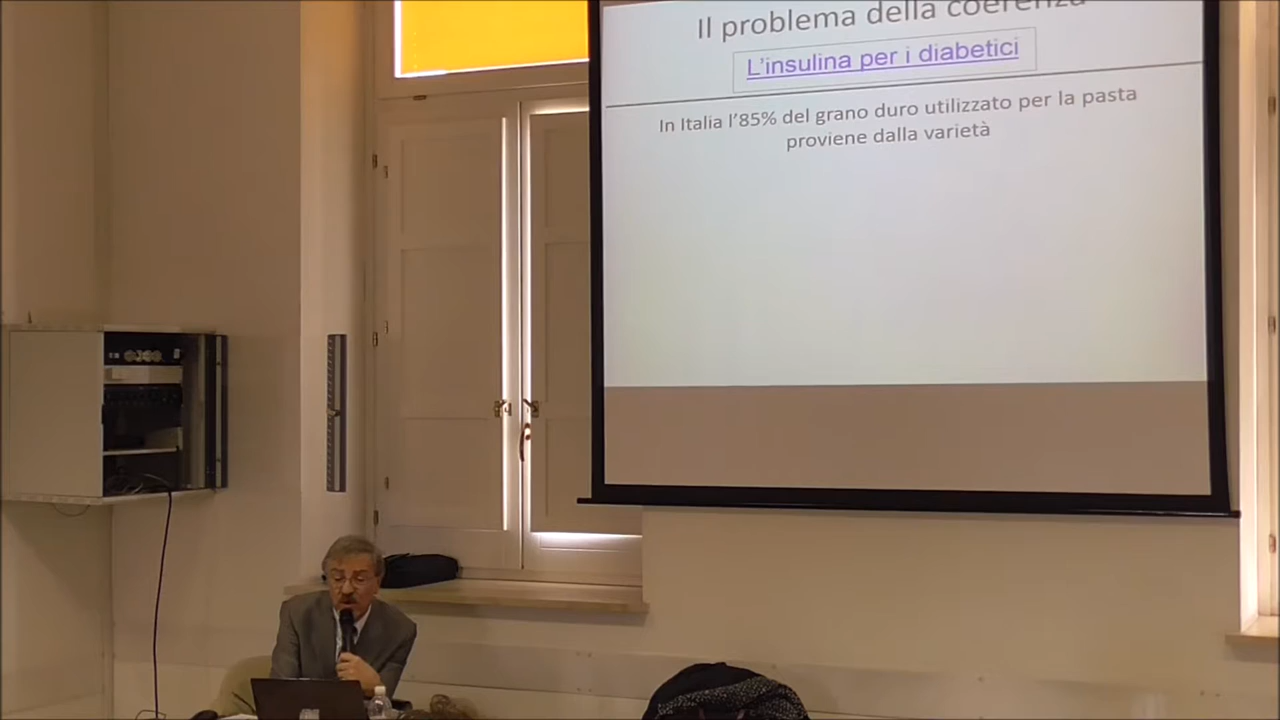 Il problema della coerenza
L'insulina per i diabetici
In Italia l'85% del grano duro utilizzato per la pasta
proviene dalla varietà